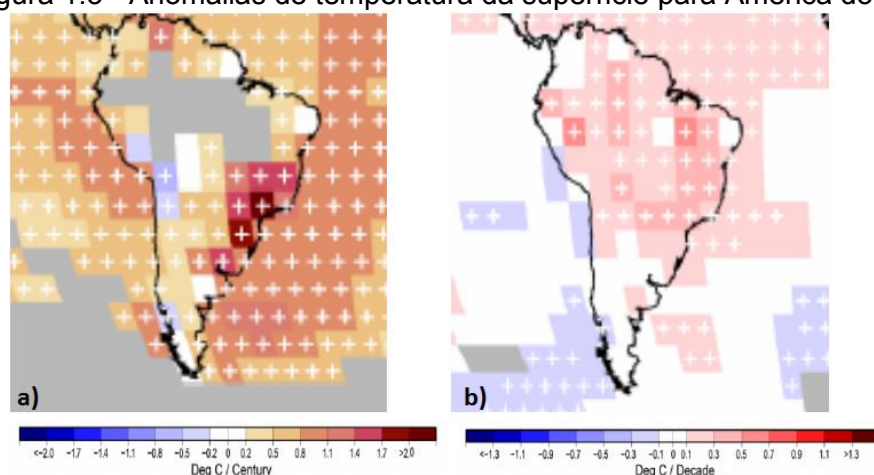 gura 1.3 - Anomalias de temperatura da superfície para América do
a)
b)
<-2.0 -1.7 -1.4 -1.1 -0.8 -0.5 -0.2 0 0.2 0.5 0.8 1.1 1.4 1.7 >2.0
Deg C / Century
<-1.3 -1.1 -0.9 -0.7 -0.5 -0.3 -0.1 0 0.1 0.3 0.5 0.7 0.9 1.1 >1.3
Deg C / Decade